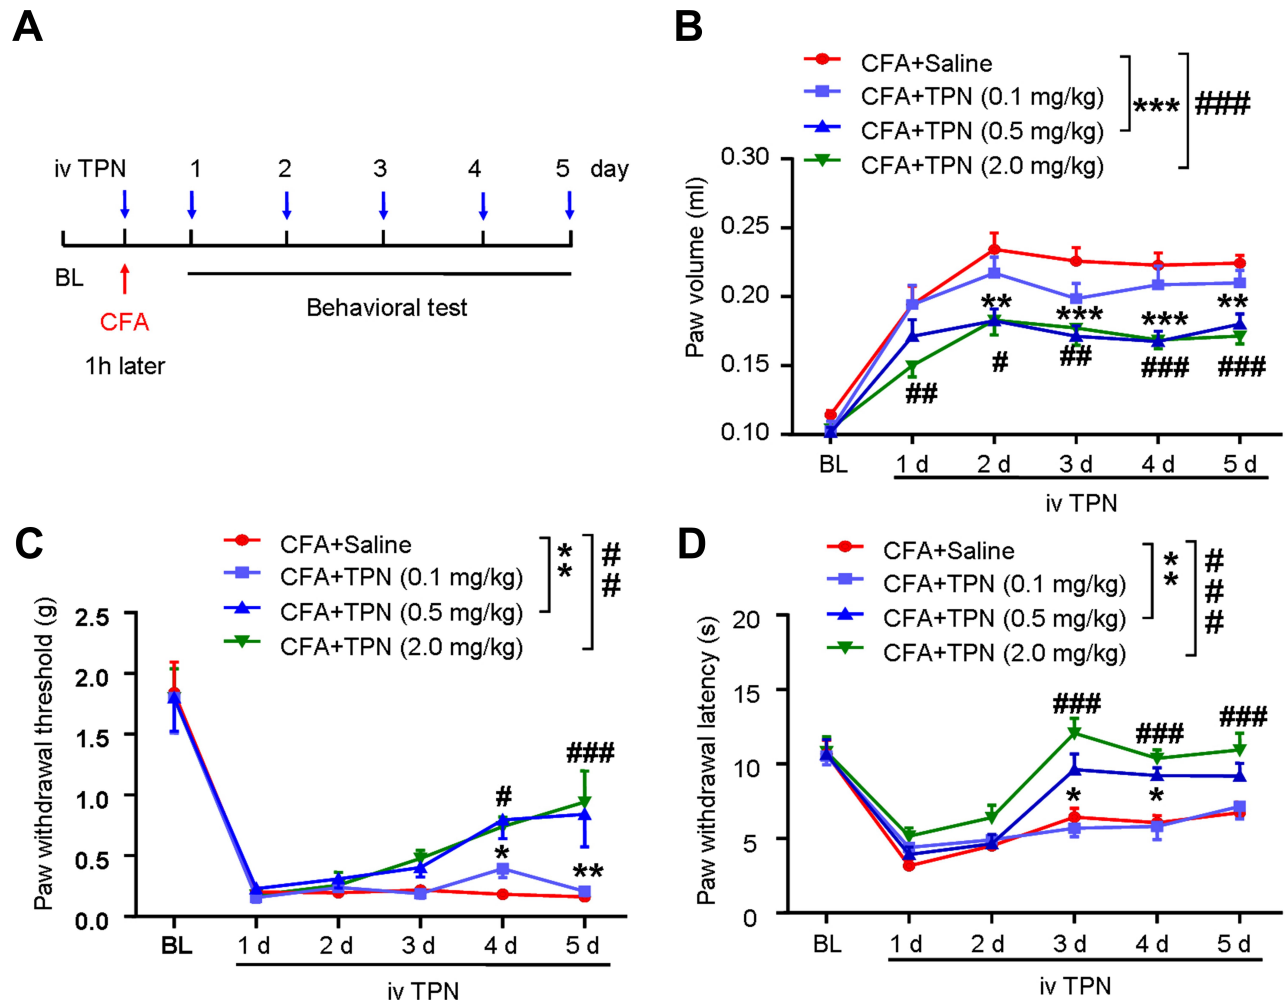 A
iv TPN 1 2 3 4 5 day
BL
CFA
Behavioral test
1h later
B
CFA+Saline
CFA+TPN (0.1 mg/kg)
CFA+TPN (0.5 mg/kg)
CFA+TPN (2.0 mg/kg)
*** ###
Paw volume (ml)
0.30
0.25
0.20
0.15
0.10
** *** *** **
## # ## ### ###
BL 1 d 2 d 3 d 4 d 5 d
iv TPN
C
CFA+Saline
CFA+TPN (0.1 mg/kg)
CFA+TPN (0.5 mg/kg)
CFA+TPN (2.0 mg/kg)
** ##
Paw withdrawal threshold (g)
2.5
2.0
1.5
1.0
0.5
0.0
# ###
* **
BL 1 d 2 d 3 d 4 d 5 d
iv TPN
D
CFA+Saline
CFA+TPN (0.1 mg/kg)
CFA+TPN (0.5 mg/kg)
CFA+TPN (2.0 mg/kg)
** ###
Paw withdrawal latency (s)
20
15
10
5
0
### ### ###
* *
BL 1 d 2 d 3 d 4 d 5 d
iv TPN